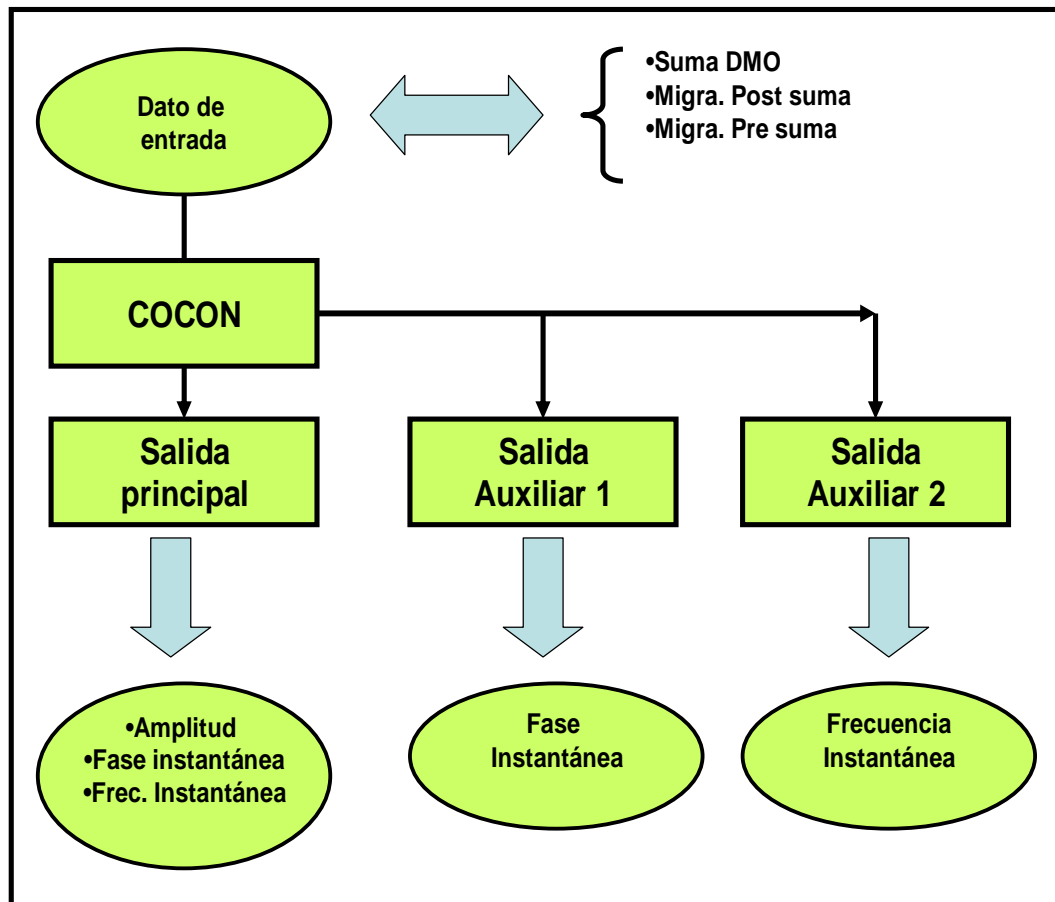 Dato de
entrada
•Suma DMO
•Migra. Post suma
•Migra. Pre suma
COCON
Salida
principal
Salida
Auxiliar 1
Salida
Auxiliar 2
•Amplitud
•Fase instantánea
•Frec. Instantánea
Fase
Instantánea
Frecuencia
Instantánea